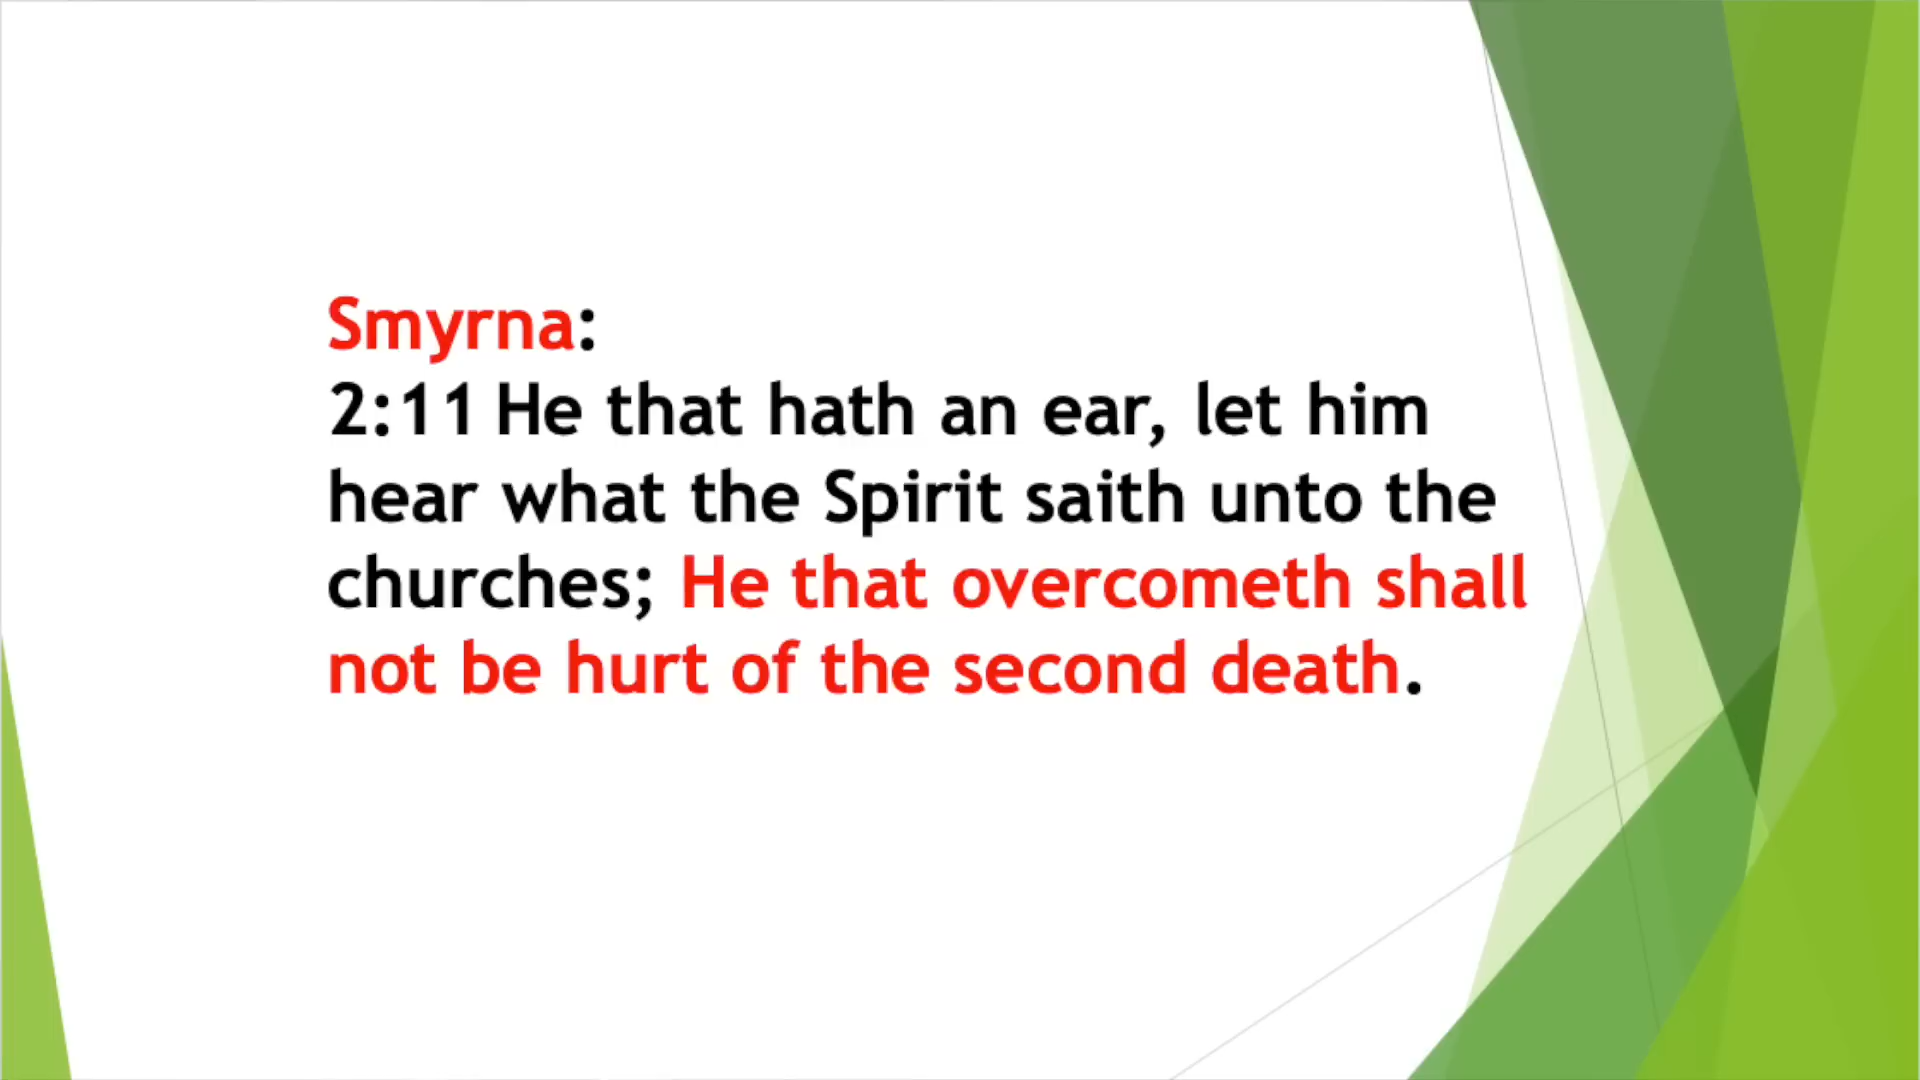 Smyrna:
2:11 He that hath an ear, let him
hear what the Spirit saith unto the
churches; He that overcometh shall
not be hurt of the second death.